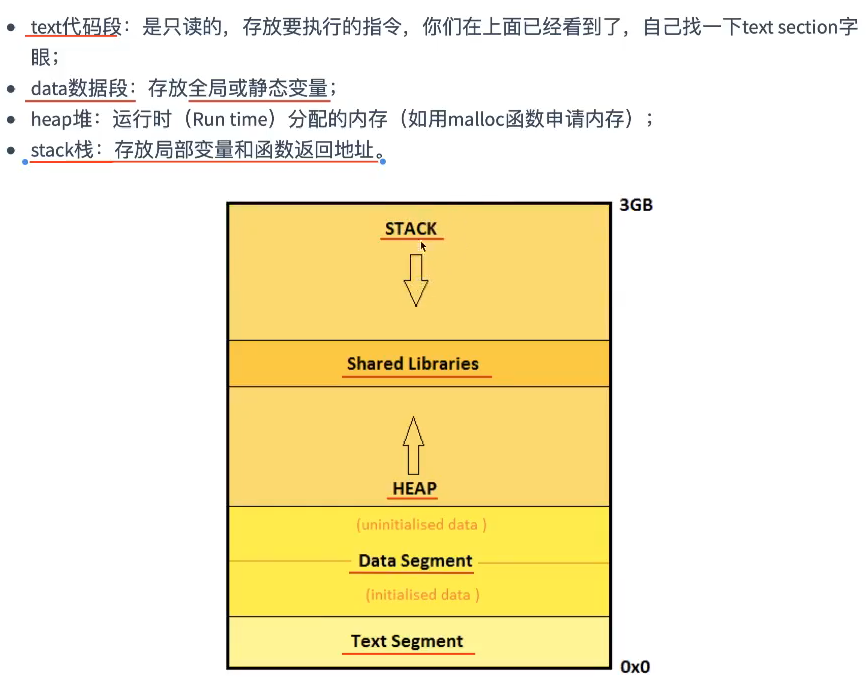 text代码段：是只读的，存放要执行的指令，你们在上面已经看到了，自己找一下text section字
眼；
data数据段：存放全局或静态变量；
heap堆：运行时（Run time）分配的内存（如用malloc函数申请内存）；
stack栈：存放局部变量和函数返回地址。
3GB
STACK
Shared Libraries
HEAP
(uninitialised data )
Data Segment
(initialised data )
Text Segment
0x0